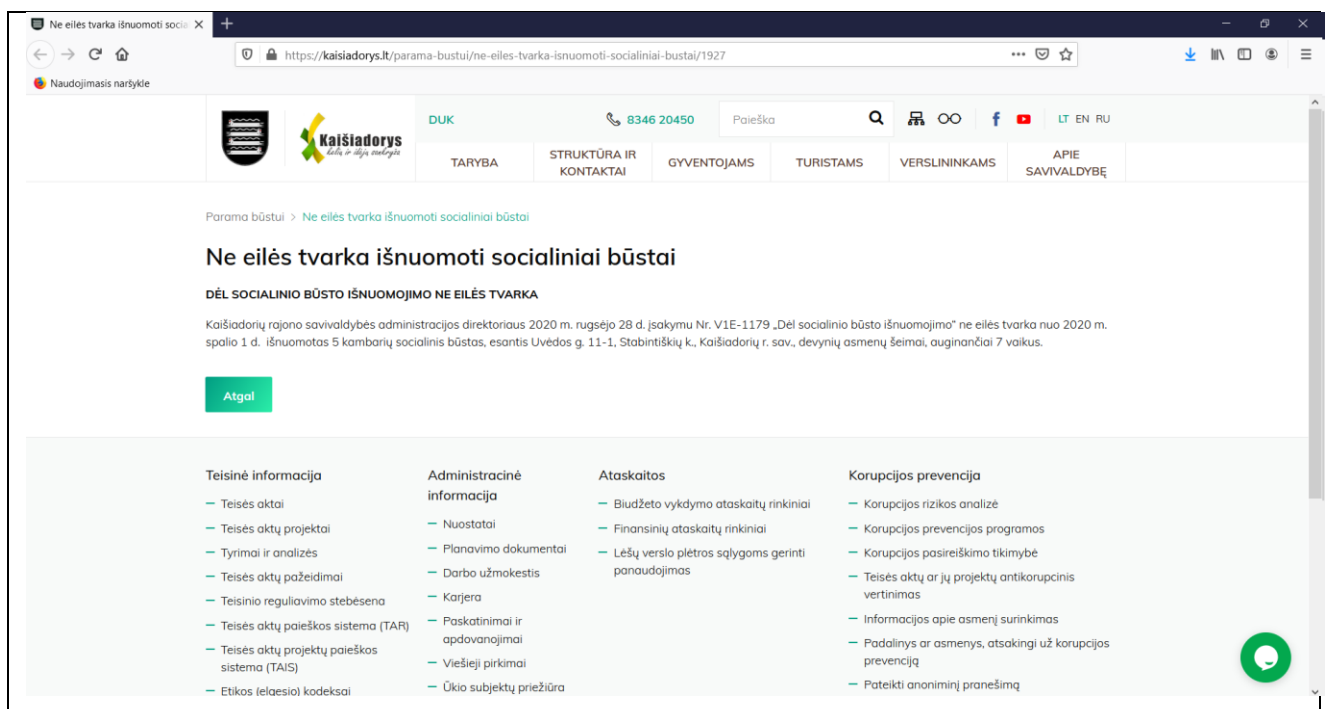 Ne eilės tvarka išnuomoti socia
https://kaisiadorys.lt/parama-bustui/ne-eiles-tvarka-isnuomoti-socialiniai-bustai/1927
Naudojimasis naršykle
Kaišiadorys
kelių ir idėjų sankryža
DUK
8346 20450
Paieška
LT EN RU
TARYBA
STRUKTŪRA IR
KONTAKTAI
GYVENTOJAMS
TURISTAMS
VERSLININKAMS
APIE
SAVIVALDYBĘ
Parama būstui > Ne eilės tvarka išnuomoti socialiniai būstai
Ne eilės tvarka išnuomoti socialiniai būstai
DĖL SOCIALINIO BŪSTO IŠNUOMOJIMO NE EILĖS TVARKA
Kaišiadorių rajono savivaldybės administracijos direktoriaus 2020 m. rugsėjo 28 d. įsakymu Nr. V1E-1179 „Dėl socialinio būsto išnuomojimo“ ne eilės tvarka nuo 2020 m.
spalio 1 d. išnuomotas 5 kambarių socialinis būstas, esantis Uvėdos g. 11-1, Stabintiškių k., Kaišiadorių r. sav., devynių asmenų šeimai, auginančiai 7 vaikus.
Atgal
Teisinė informacija
– Teisės aktai
– Teisės aktų projektai
– Tyrimai ir analizės
– Teisės aktų pažeidimai
– Teisinio reguliavimo stebėsena
– Teisės aktų paieškos sistema (TAR)
– Teisės aktų projektų paieškos
sistema (TAIS)
– Etikos (elgesio) kodeksai
Administracinė
informacija
– Nuostatai
– Planavimo dokumentai
– Darbo užmokestis
– Karjera
– Paskatinimai ir
apdovanojimai
– Viešieji pirkimai
– Ūkio subjektų priežiūra
Ataskaitos
– Biudžeto vykdymo ataskaitų rinkiniai
– Finansinių ataskaitų rinkiniai
– Lėšų verslo plėtros sąlygoms gerinti
panaudojimas
Korupcijos prevencija
– Korupcijos rizikos analizė
– Korupcijos prevencijos programos
– Korupcijos pasireiškimo tikimybė
– Teisės aktų ar jų projektų antikorupcinis
vertinimas
– Informacijos apie asmenį surinkimas
– Padalinys ar asmenys, atsakingi už korupcijos
prevenciją
– Pateikti anoniminį pranešimą